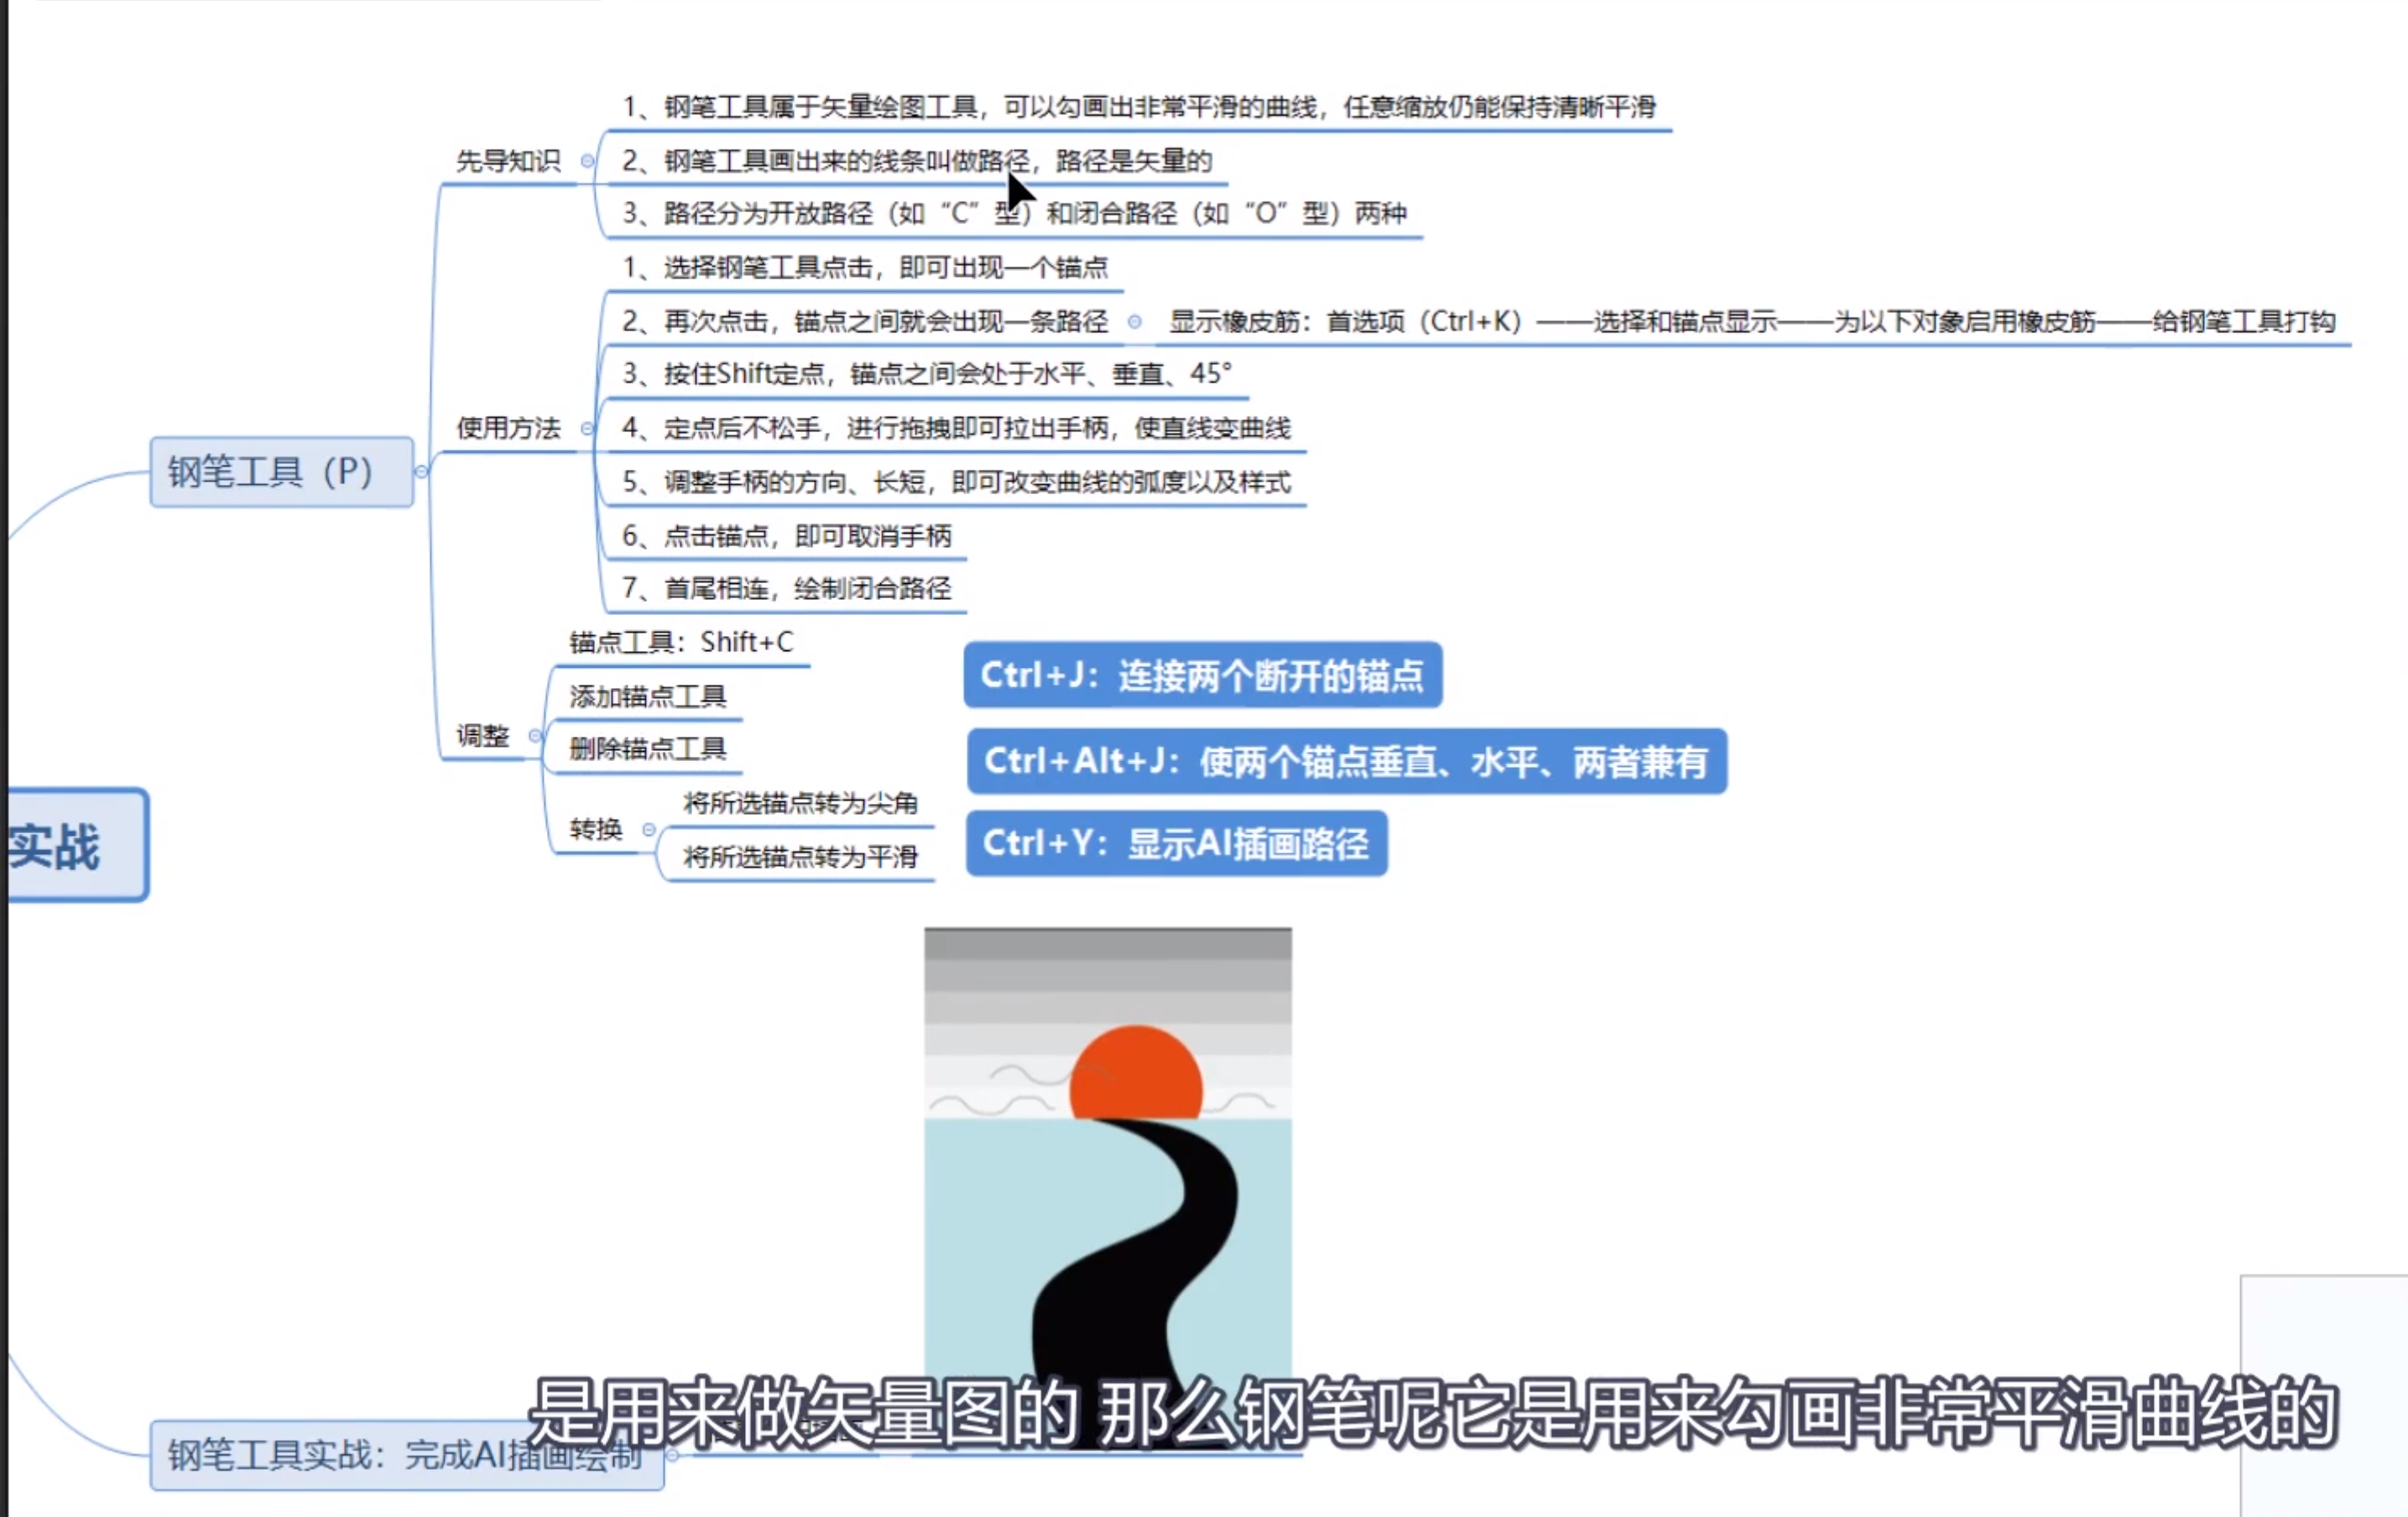 先导知识
1、钢笔工具属于矢量绘图工具，可以勾画出非常平滑的曲线，任意缩放仍能保持清晰平滑
2、钢笔工具画出来的线条叫做路径，路径是矢量的
3、路径分为开放路径（如“C”型）和闭合路径（如“O”型）两种
钢笔工具（P）
使用方法
1、选择钢笔工具点击，即可出现一个锚点
2、再次点击，锚点之间就会出现一条路径
显示橡皮筋：首选项（Ctrl+K）——选择和锚点显示——为以下对象启用橡皮筋——给钢笔工具打钩
3、按住Shift定点，锚点之间会处于水平、垂直、45°
4、定点后不松手，进行拖拽即可拉出手柄，使直线变曲线
5、调整手柄的方向、长短，即可改变曲线的弧度以及样式
6、点击锚点，即可取消手柄
7、首尾相连，绘制闭合路径
调整
锚点工具：Shift+C
添加锚点工具
删除锚点工具
转换
将所选锚点转为尖角
将所选锚点转为平滑
Ctrl+J：连接两个断开的锚点
Ctrl+Alt+J：使两个锚点垂直、水平、两者兼有
Ctrl+Y：显示AI插画路径
实战
钢笔工具实战：完成AI插画绘制
是用来做矢量图的 那么钢笔呢它是用来勾画非常平滑曲线的